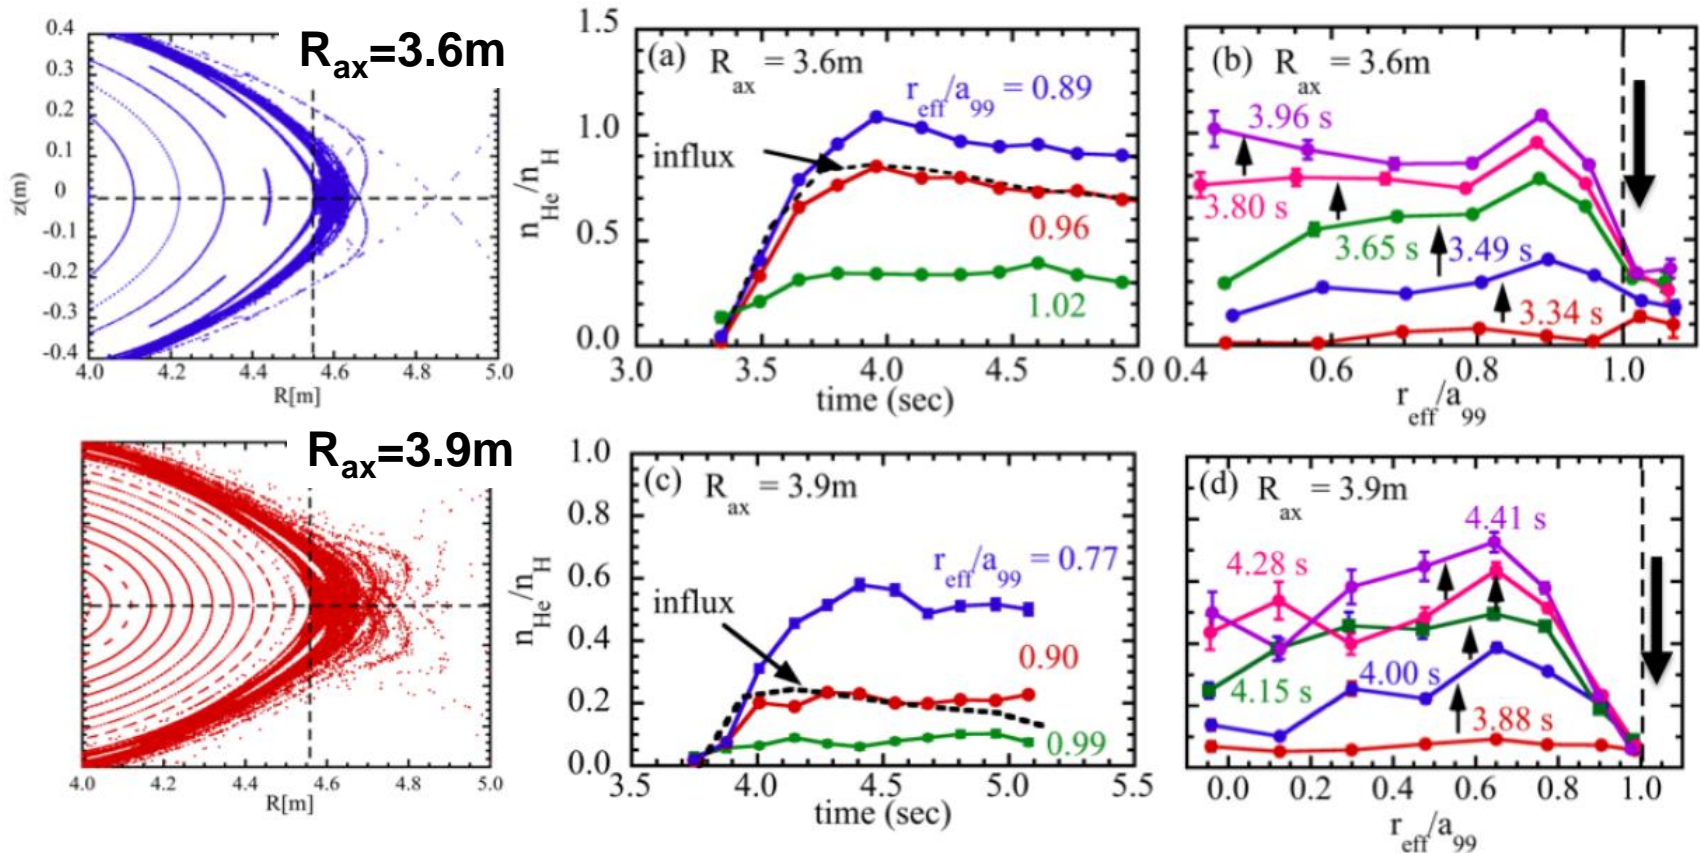 R_ax=3.6m
0.4
0.3
0.2
0.1
0
-0.1
-0.2
-0.3
-0.4
z(m)
4.0 4.2 4.4 4.6 4.8 5.0
R[m]
(a) R_ax = 3.6m
r_eff/a_99 = 0.89
influx
0.96
1.02
1.5
1.0
0.5
0.0
n_He/n_H
3.0 3.5 4.0 4.5 5.0
time (sec)
(b) R_ax = 3.6m
3.96 s
3.80 s
3.65 s
3.49 s
3.34 s
0.4 0.6 0.8 1.0
r_eff/a_99
R_ax=3.9m
4.0 4.2 4.4 4.6 4.8 5.0
R[m]
(c) R_ax = 3.9m
r_eff/a_99 = 0.77
influx
0.90
0.99
1.0
0.8
0.6
0.4
0.2
0.0
n_He/n_H
3.5 4.0 4.5 5.0 5.5
time (sec)
(d) R_ax = 3.9m
4.41 s
4.28 s
4.15 s
4.00 s
3.88 s
0.0 0.2 0.4 0.6 0.8 1.0
r_eff/a_99